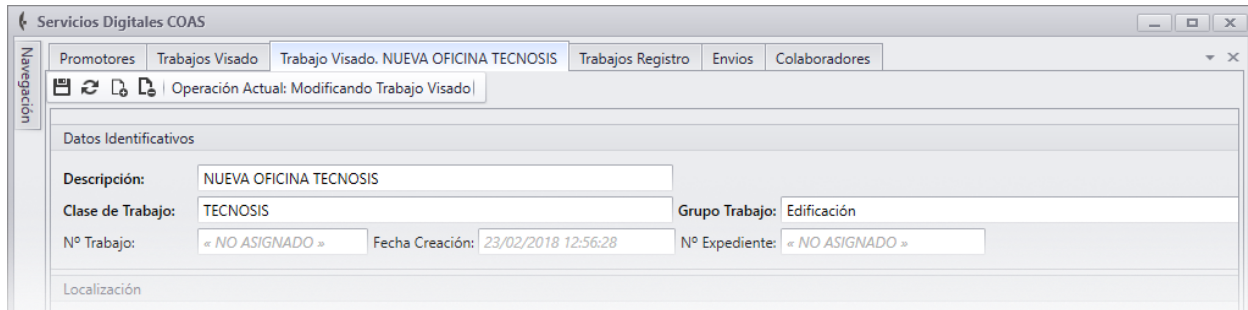 Servicios Digitales COAS
Navegación
Promotores Trabajos Visado Trabajo Visado. NUEVA OFICINA TECNOSIS Trabajos Registro Envios Colaboradores
Operación Actual: Modificando Trabajo Visado
Datos Identificativos
Descripción: NUEVA OFICINA TECNOSIS
Clase de Trabajo: TECNOSIS Grupo Trabajo: Edificación
Nº Trabajo: « NO ASIGNADO » Fecha Creación: 23/02/2018 12:56:28 Nº Expediente: « NO ASIGNADO »
Localización